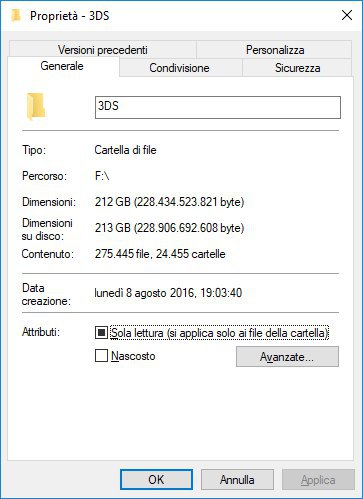 Proprietà - 3DS
Versioni precedenti
Personalizza
Generale
Condivisione
Sicurezza
3DS
Tipo:
Cartella di file
Percorso:
F:\
Dimensioni:
212 GB (228.434.523.821 byte)
Dimensioni
su disco:
213 GB (228.906.692.608 byte)
Contenuto:
275.445 file, 24.455 cartelle
Data
creazione:
lunedì 8 agosto 2016, 19:03:40
Attributi:
Sola lettura (si applica solo ai file della cartella)
Nascosto
Avanzate...
OK
Annulla
Applica